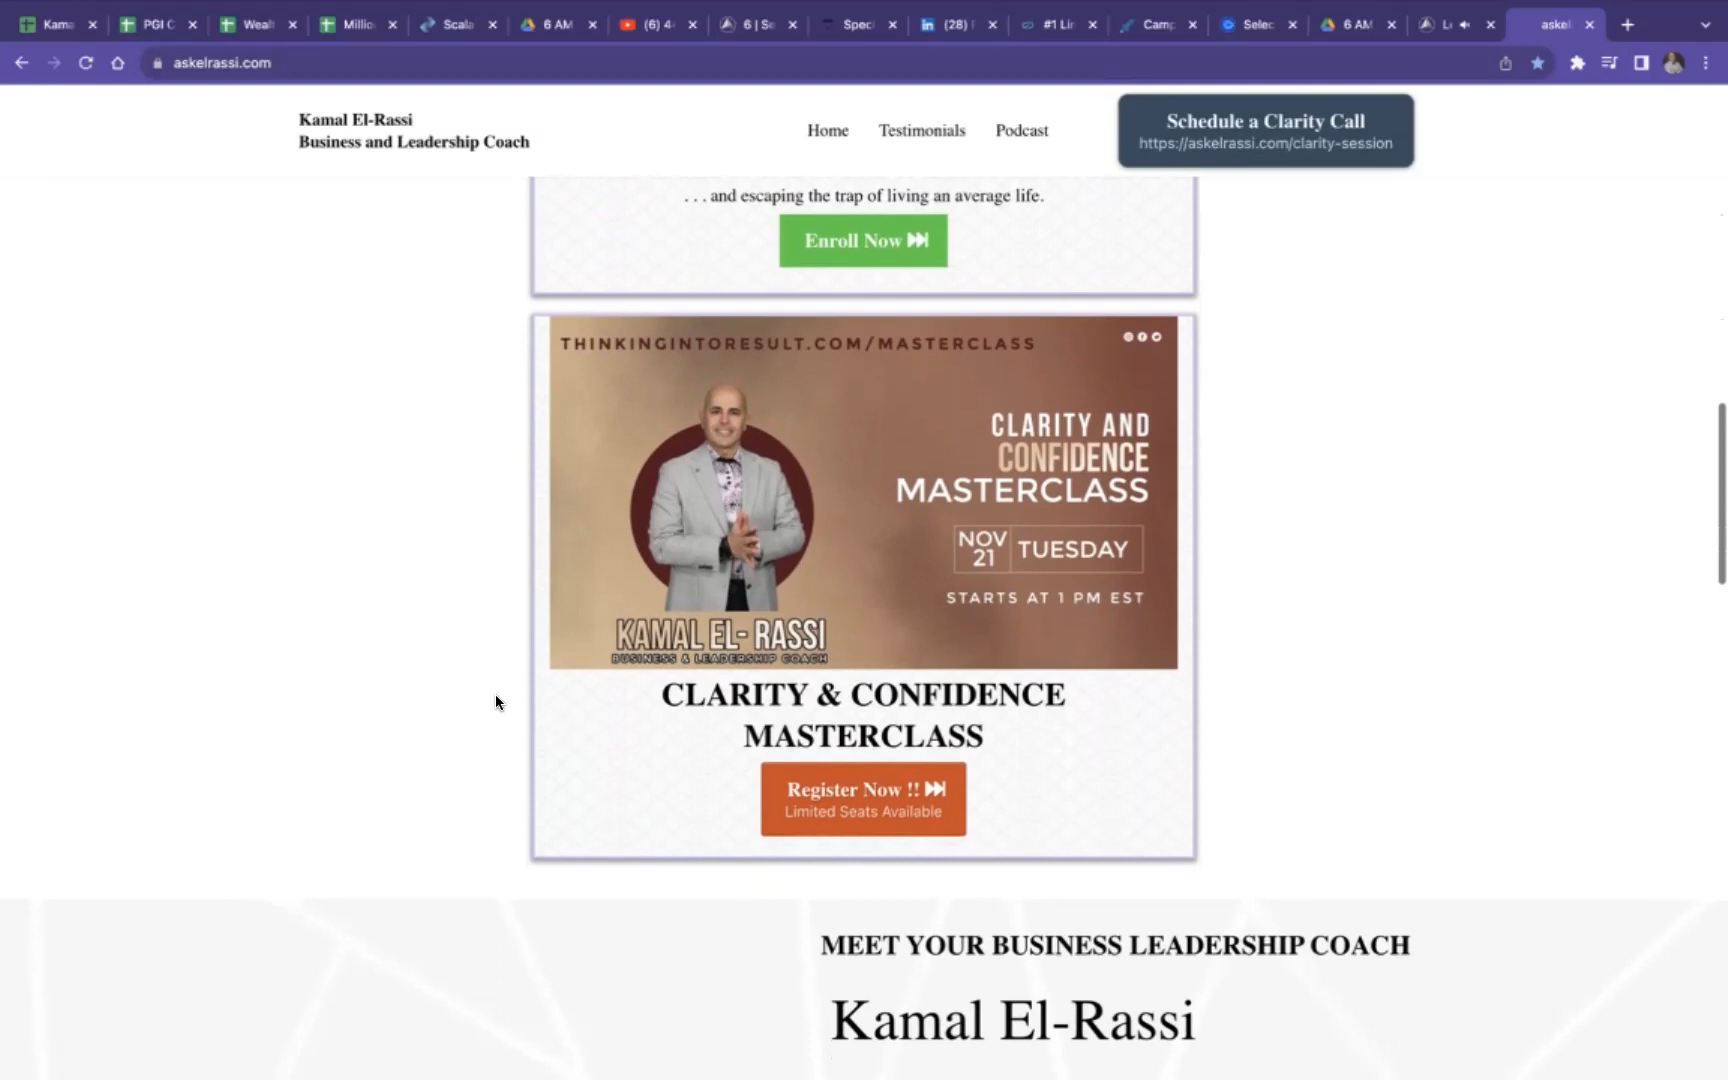 Kama
PGI C
Wealt
Millio
Scala
6 AM
(6) 4
6 | Se
Spec
(28)
#1 Lin
Camp
Selec
6 AM
askel
askelrassi.com
Kamal El-Rassi
Business and Leadership Coach
Home
Testimonials
Podcast
Schedule a Clarity Call
https://askelrassi.com/clarity-session
. . . and escaping the trap of living an average life.
Enroll Now
THINKINGINTORESULT.COM/MASTERCLASS
CLARITY AND
CONFIDENCE
MASTERCLASS
NOV
21
TUESDAY
STARTS AT 1 PM EST
KAMAL EL- RASSI
BUSINESS & LEADERSHIP COACH
CLARITY & CONFIDENCE
MASTERCLASS
Register Now !!
Limited Seats Available
MEET YOUR BUSINESS LEADERSHIP COACH
Kamal El-Rassi